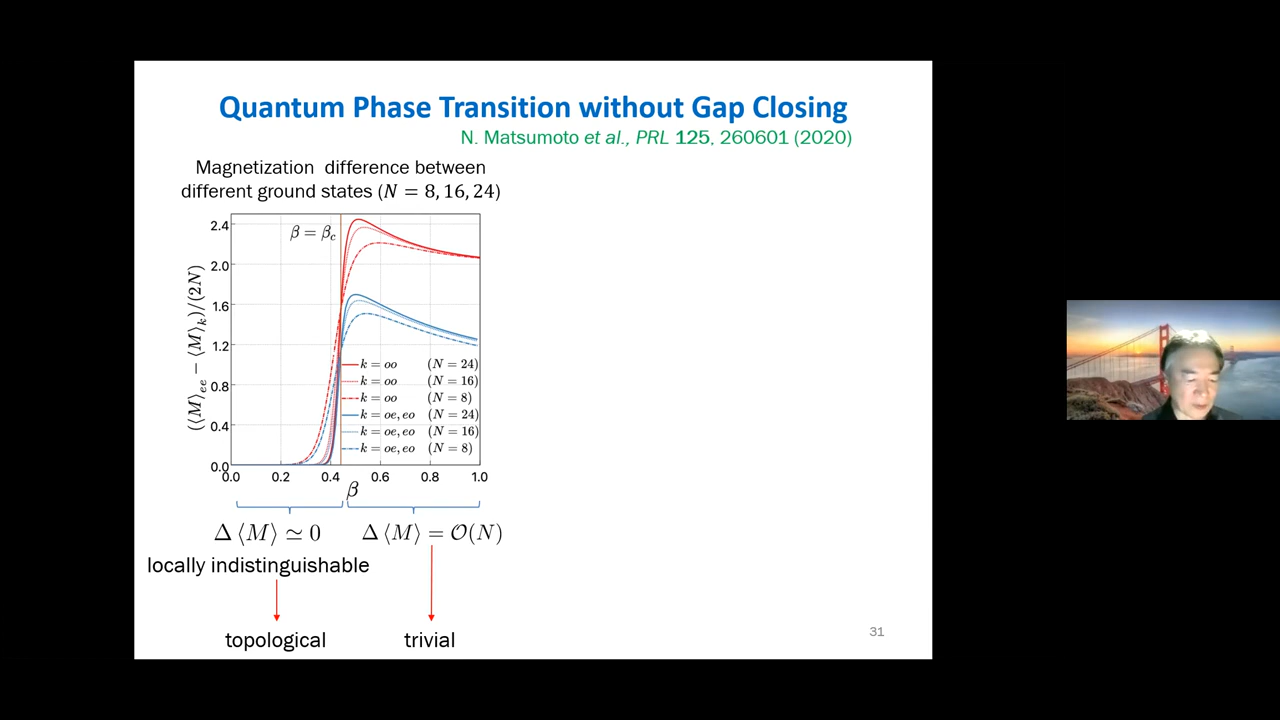 Quantum Phase Transition without Gap Closing
N. Matsumoto et al., PRL 125, 260601 (2020)
Magnetization difference between
different ground states (N = 8, 16, 24)
(⟨M⟩ee − ⟨M⟩k)/(2N)
2.4
2.0
1.6
1.2
0.8
0.4
0.0
β = βc
k = oo (N = 24)
k = oo (N = 16)
k = oo (N = 8)
k = oe, eo (N = 24)
k = oe, eo (N = 16)
k = oe, eo (N = 8)
0.0 0.2 0.4 0.6 0.8 1.0
β
Δ⟨M⟩ ≃ 0 Δ⟨M⟩ = 𝒪(N)
locally indistinguishable
topological trivial
31